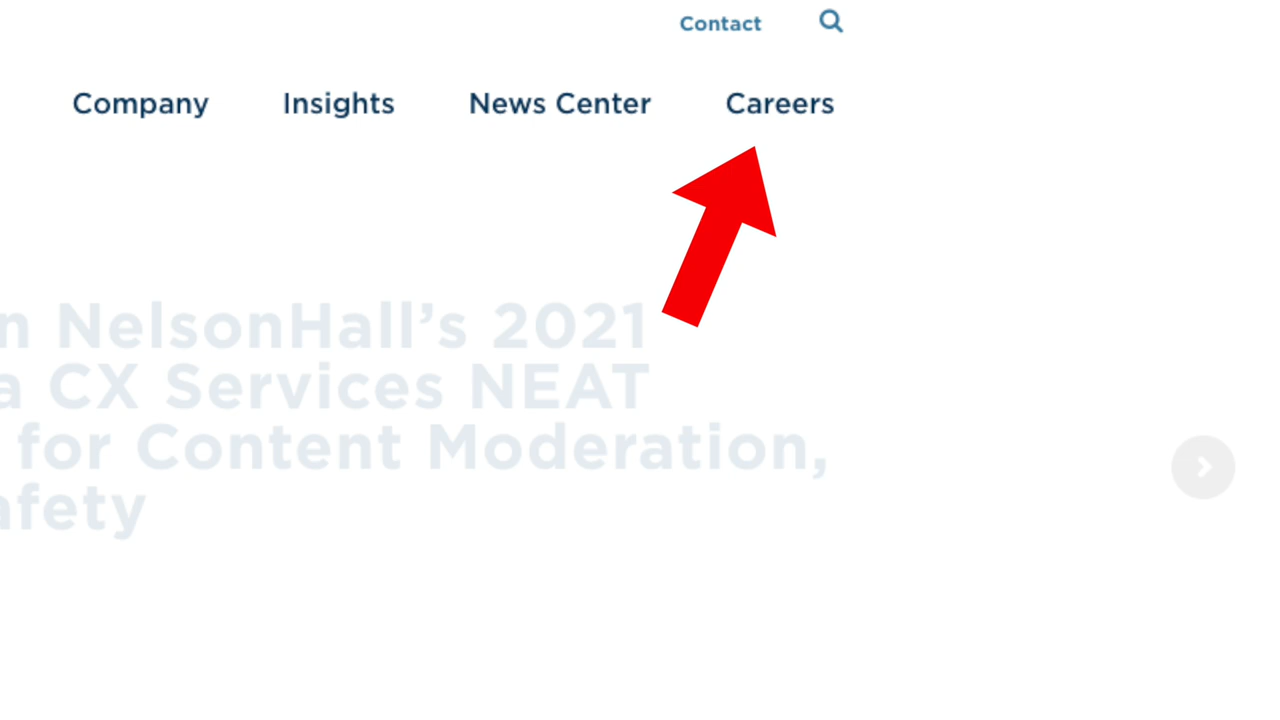 Contact
Company Insights News Center Careers
n NelsonHall’s 2021
a CX Services NEAT
for Content Moderation,
afety